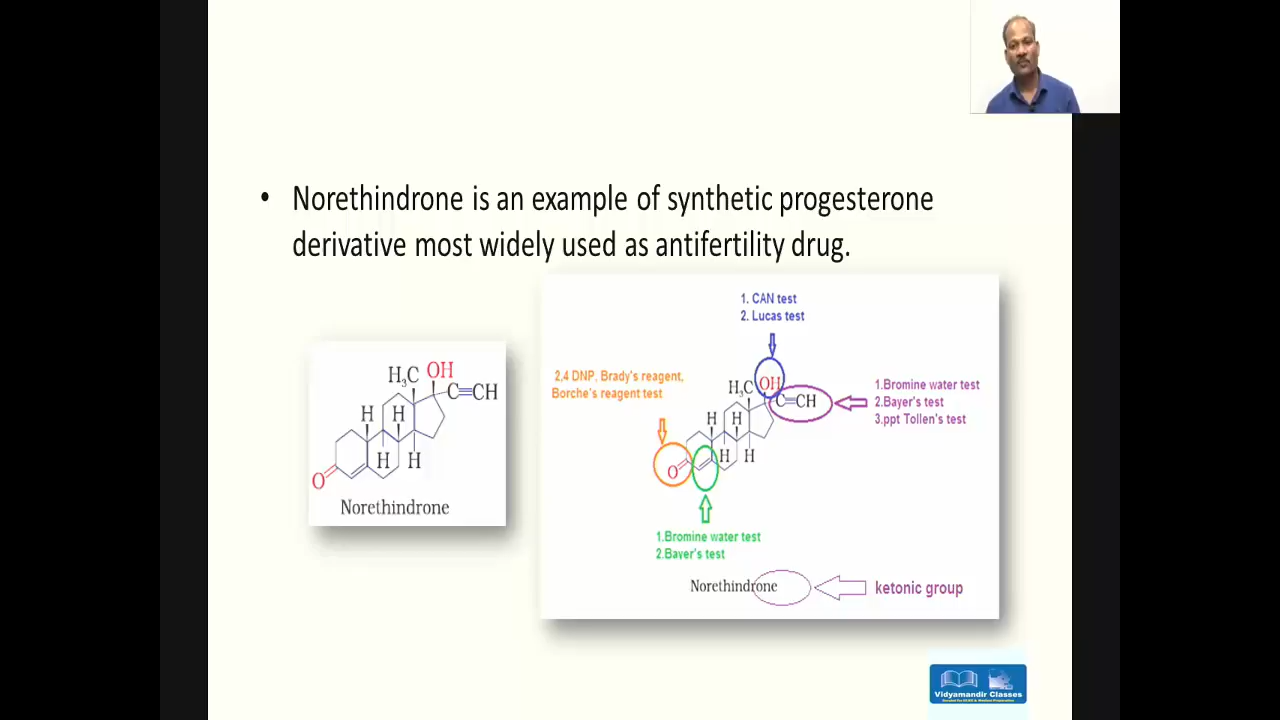 • Norethindrone is an example of synthetic progesterone
derivative most widely used as antifertility drug.
H₃C OH
C≡CH
H H
H H
O
Norethindrone
1. CAN test
2. Lucas test
2,4 DNP, Brady's reagent,
Borche's reagent test
H₃C OH
C=CH
1.Bromine water test
2.Bayer's test
3.ppt Tollen's test
H H
H H
O
1.Bromine water test
2.Bayer's test
Norethindrone
ketonic group
Vidyamandir Classes